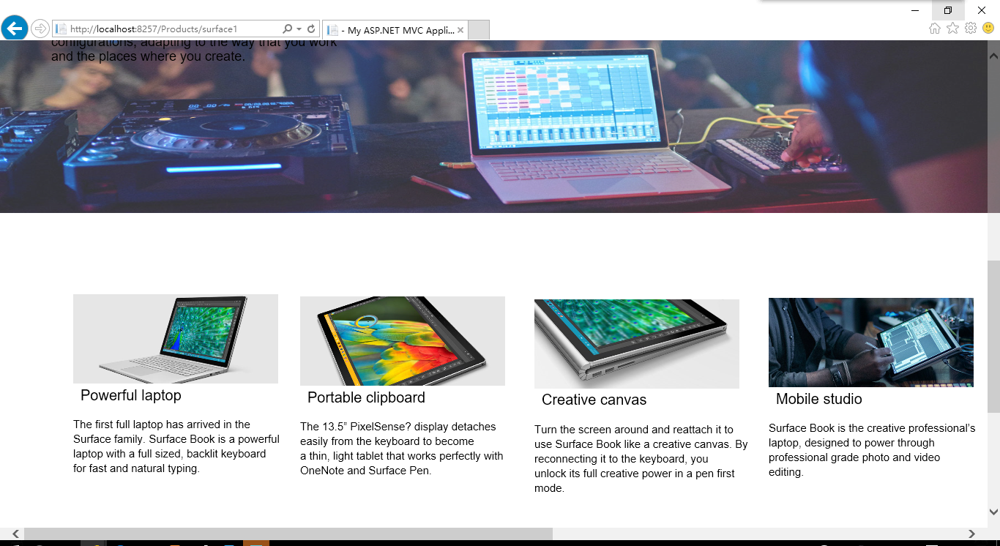 http://localhost:8257/Products/surface1
- My ASP.NET MVC Appli...
configurations, adapting to the way that you work
and the places where you create.
Powerful laptop
The first full laptop has arrived in the
Surface family. Surface Book is a powerful
laptop with a full sized, backlit keyboard
for fast and natural typing.
Portable clipboard
The 13.5” PixelSense? display detaches
easily from the keyboard to become
a thin, light tablet that works perfectly with
OneNote and Surface Pen.
Creative canvas
Turn the screen around and reattach it to
use Surface Book like a creative canvas. By
reconnecting it to the keyboard, you
unlock its full creative power in a pen first
mode.
Mobile studio
Surface Book is the creative professional’s
laptop, designed to power through
professional grade photo and video
editing.